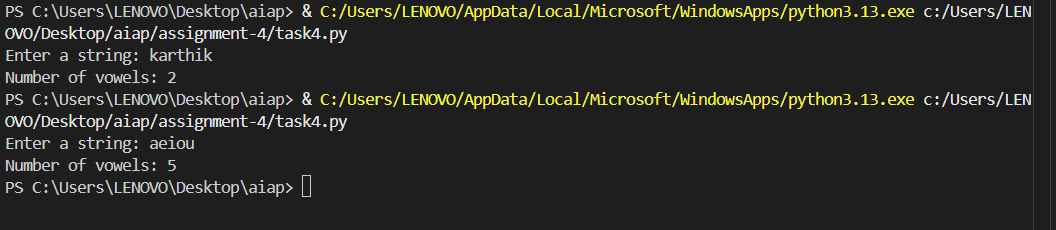 PS C:\Users\LENOVO\Desktop\aiap> & C:/Users/LENOVO/AppData/Local/Microsoft/WindowsApps/python3.13.exe c:/Users/LEN
OVO/Desktop/aiap/assignment-4/task4.py
Enter a string: karthik
Number of vowels: 2
PS C:\Users\LENOVO\Desktop\aiap> & C:/Users/LENOVO/AppData/Local/Microsoft/WindowsApps/python3.13.exe c:/Users/LEN
OVO/Desktop/aiap/assignment-4/task4.py
Enter a string: aeiou
Number of vowels: 5
PS C:\Users\LENOVO\Desktop\aiap>